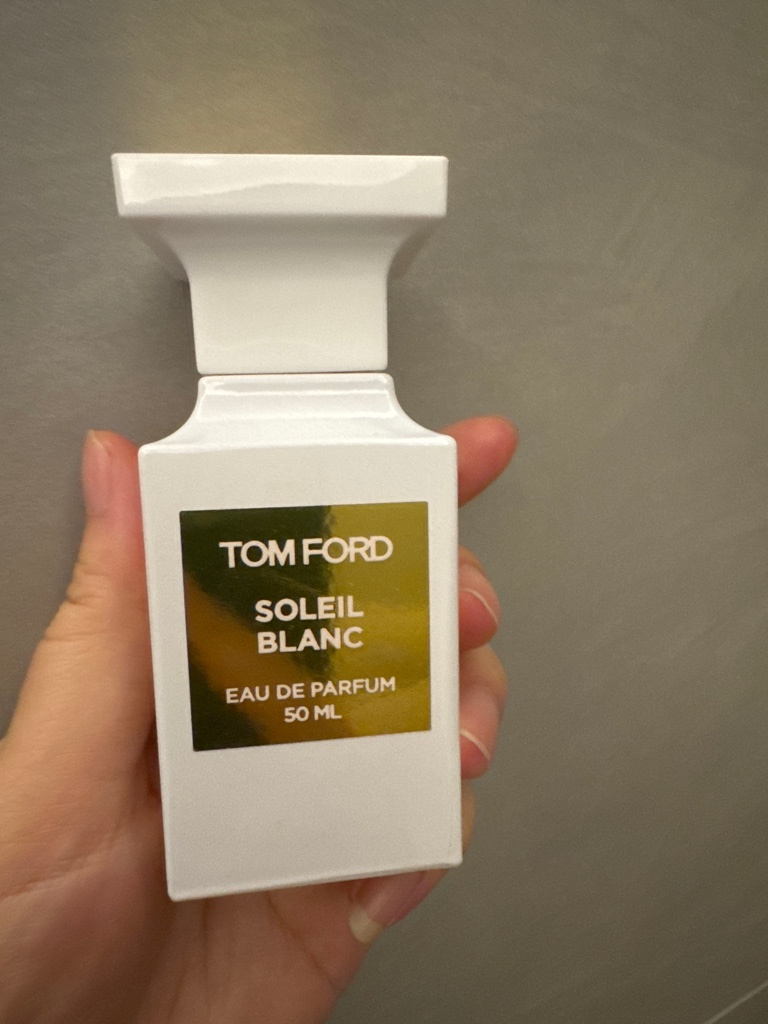 TOM FORD
SOLEIL
BLANC
EAU DE PARFUM
50 ML